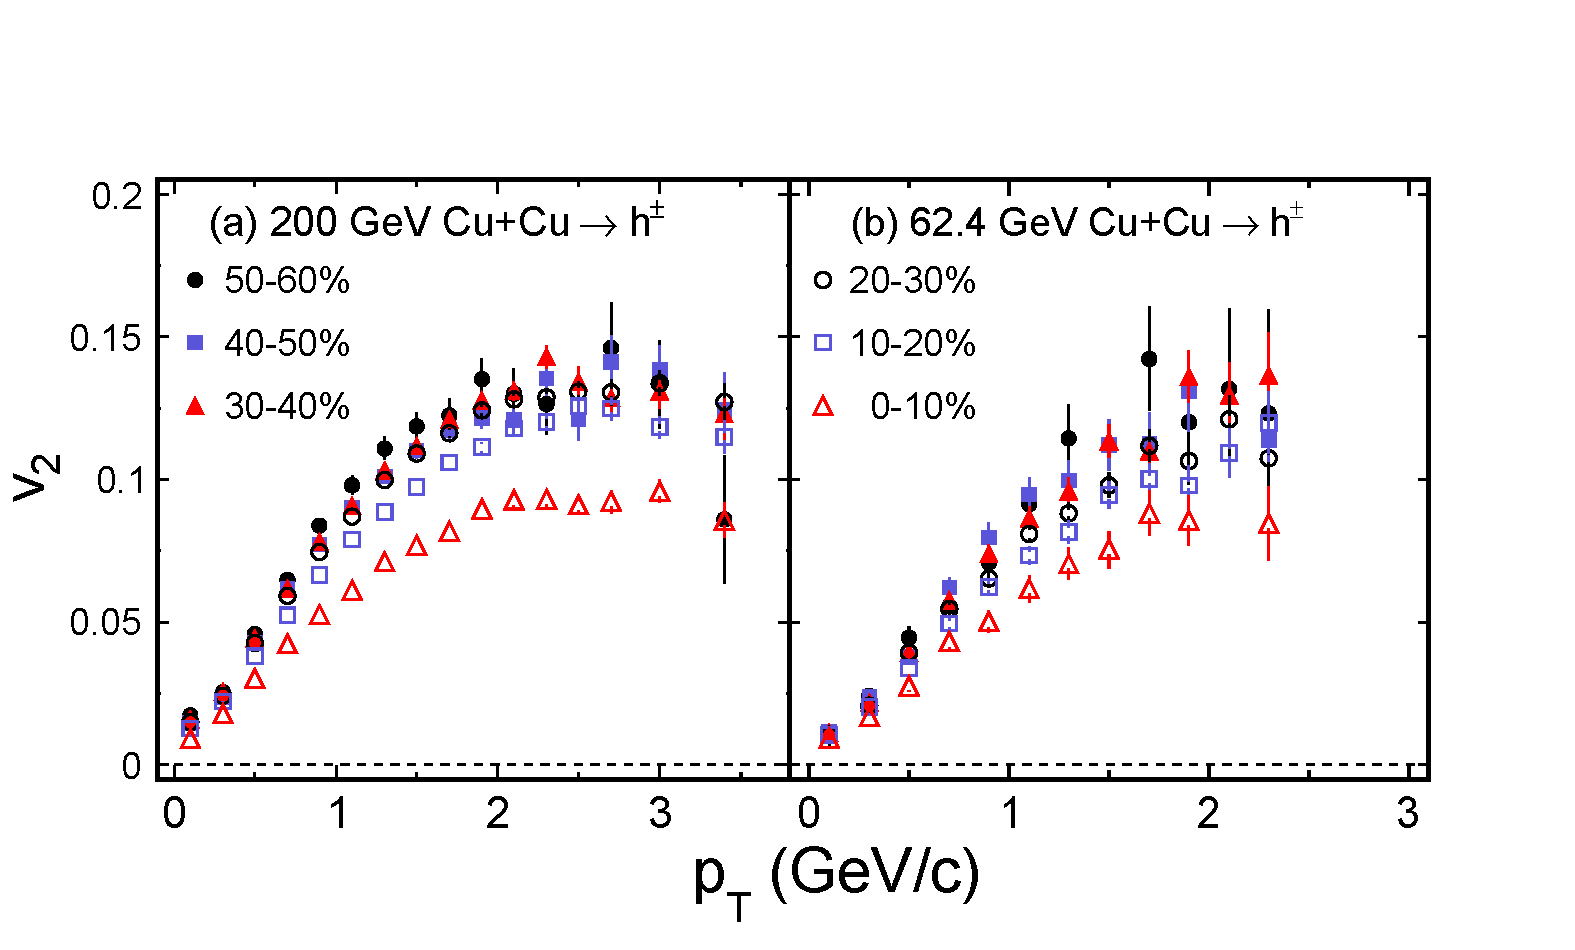 (a) 200 GeV Cu+Cu → h±
50-60%
40-50%
30-40%
(b) 62.4 GeV Cu+Cu → h±
20-30%
10-20%
0-10%
0.2
0.15
0.1
0.05
0
v2
0 1 2 3
0 1 2 3
pT (GeV/c)